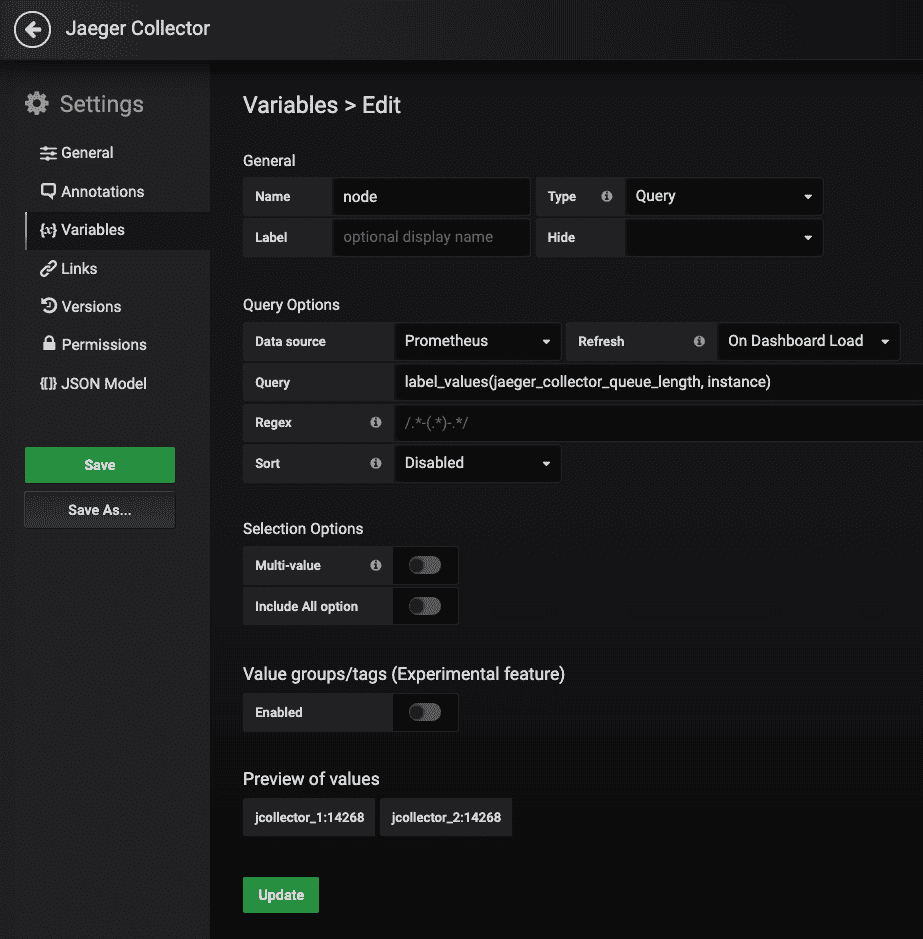 Jaeger Collector
Settings
General
Annotations
Variables
Links
Versions
Permissions
JSON Model
Save
Save As...
Variables > Edit
General
Name node Type Query
Label optional display name Hide
Query Options
Data source Prometheus Refresh On Dashboard Load
Query label_values(jaeger_collector_queue_length, instance)
Regex /.*-(.*)-.*/
Sort Disabled
Selection Options
Multi-value
Include All option
Value groups/tags (Experimental feature)
Enabled
Preview of values
jcollector_1:14268 jcollector_2:14268
Update